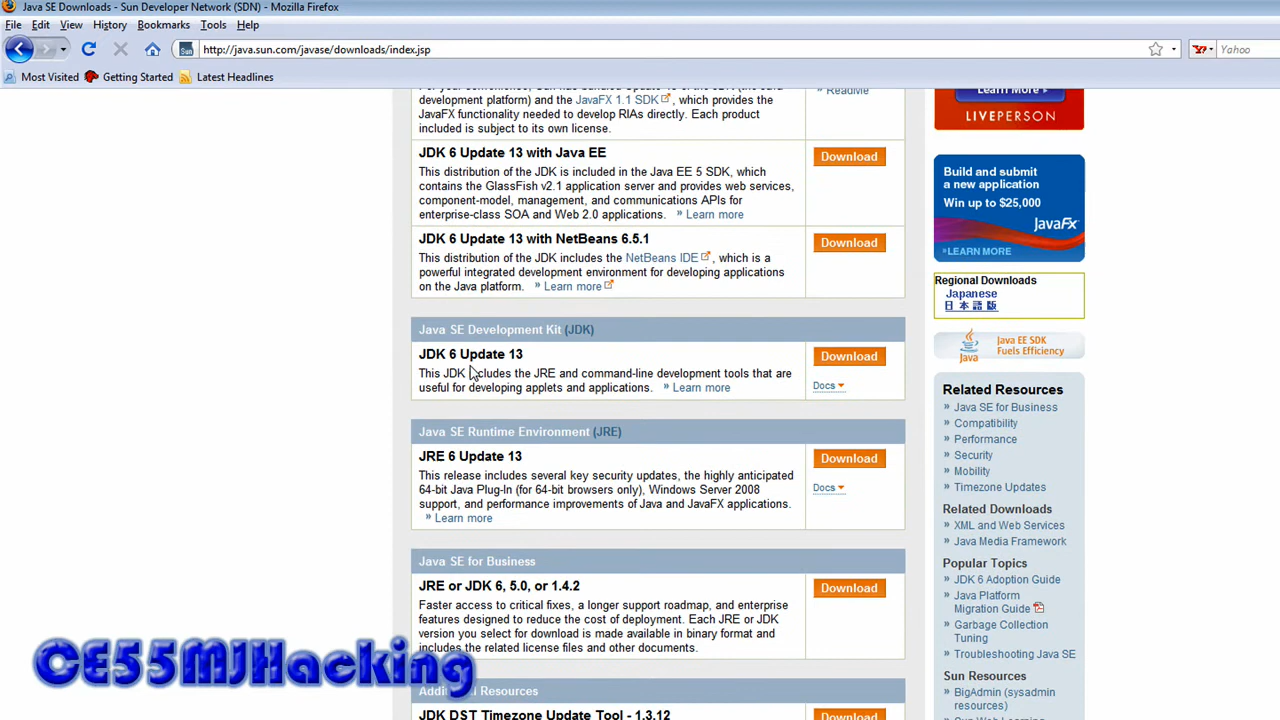 Java SE Downloads - Sun Developer Network (SDN) - Mozilla Firefox
File Edit View History Bookmarks Tools Help
Sun http://java.sun.com/javase/downloads/index.jsp Yahoo
Most Visited Getting Started Latest Headlines
development platform) and the JavaFX 1.1 SDK, which provides the
JavaFX functionality needed to develop RIAs directly. Each product
included is subject to its own license.
» ReadMe
JDK 6 Update 13 with Java EE
This distribution of the JDK is included in the Java EE 5 SDK, which
contains the GlassFish v2.1 application server and provides web services,
component-model, management, and communications APIs for
enterprise-class SOA and Web 2.0 applications. » Learn more
Download
JDK 6 Update 13 with NetBeans 6.5.1
This distribution of the JDK includes the NetBeans IDE, which is a
powerful integrated development environment for developing applications
on the Java platform. » Learn more
Download
Java SE Development Kit (JDK)
JDK 6 Update 13
This JDK includes the JRE and command-line development tools that are
useful for developing applets and applications. » Learn more
Download
Docs
Java SE Runtime Environment (JRE)
JRE 6 Update 13
This release includes several key security updates, the highly anticipated
64-bit Java Plug-In (for 64-bit browsers only), Windows Server 2008
support, and performance improvements of Java and JavaFX applications.
» Learn more
Download
Docs
Java SE for Business
JRE or JDK 6, 5.0, or 1.4.2
Faster access to critical fixes, a longer support roadmap, and enterprise
features designed to reduce the cost of deployment. Each JRE or JDK
version you select for download is made available in binary format and
includes the related license files and other documents.
Download
Additional Resources
JDK DST Timezone Update Tool - 1.3.12
Download
Learn More
LIVEPERSON
Build and submit
a new application
Win up to $25,000
JavaFX
»LEARN MORE
Regional Downloads
Japanese
日本語版
Java
Java EE SDK
Fuels Efficiency
Related Resources
» Java SE for Business
» Compatibility
» Performance
» Security
» Mobility
» Timezone Updates
Related Downloads
» XML and Web Services
» Java Media Framework
Popular Topics
» JDK 6 Adoption Guide
» Java Platform
Migration Guide
» Garbage Collection
Tuning
» Troubleshooting Java SE
Sun Resources
» BigAdmin (sysadmin
resources)
CE55MJHacking